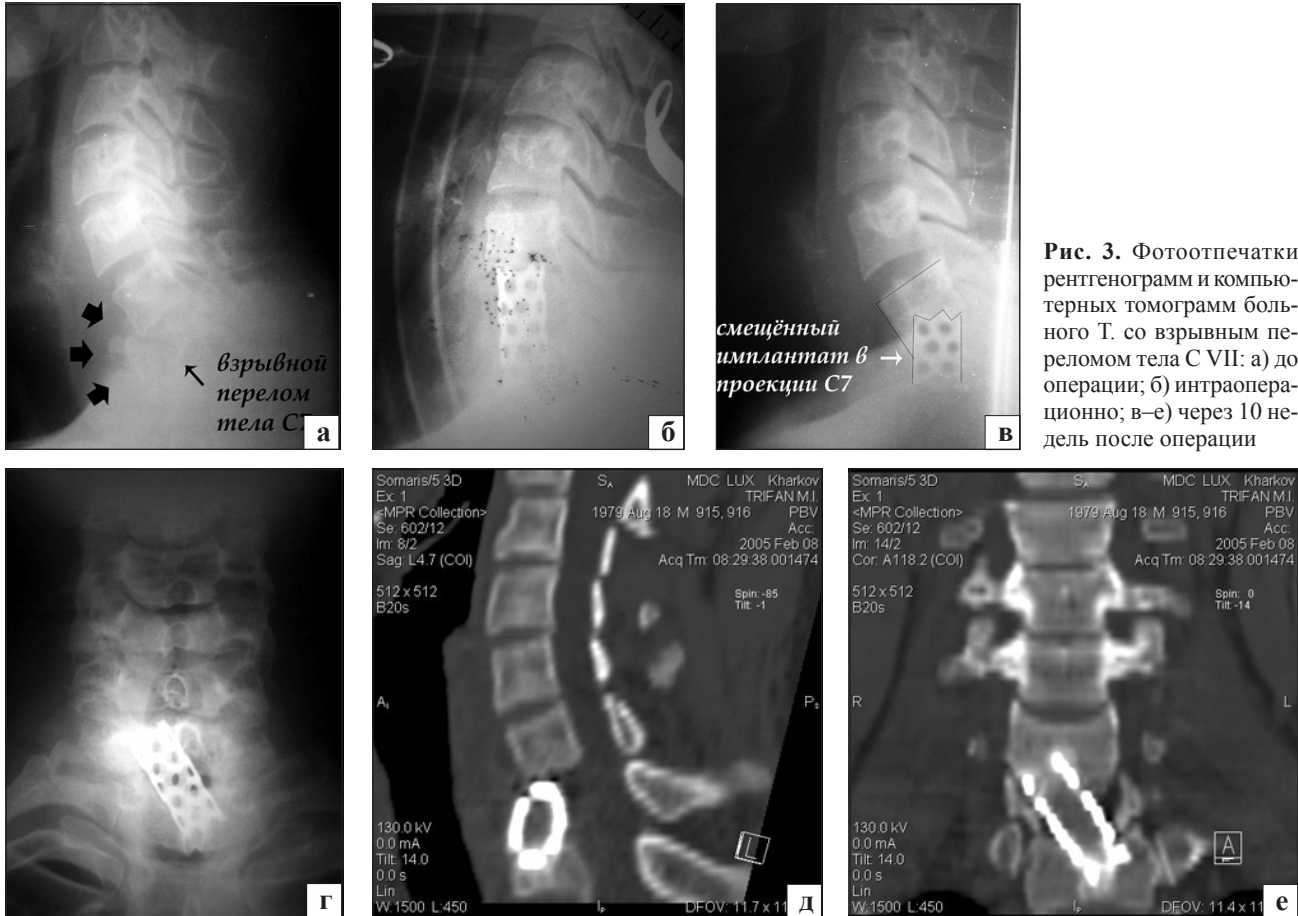 взрывной
перелом
тела С7
а
б
смещённый
имплантат в
проекции С7
в
Рис. 3. Фотоотпечатки
рентгенограмм и компью-
терных томограмм боль-
ного Т. со взрывным пе-
реломом тела C VII: а) до
операции; б) интраопера-
ционно; в–е) через 10 не-
дель после операции
г
Somaris/5 3D
Ex: 1
<MPR Collection>
Se: 602/12
Im: 8/2
Sag: L4.7 (COI)
512 x 512
B20s
SA
MDC LUX Kharkov
TRIFAN M.I.
1979 Aug 18 M 915, 916 PBV
Acc:
2005 Feb 08
Acq Tm: 08:29:38.001474
Spin: -85
Tilt: -1
130.0 kV
0.0 mA
Tilt: 14.0
0.0 s
Lin
W:1500 L:450
L
DFOV: 11.7 x 11
д
Somaris/5 3D
Ex: 1
<MPR Collection>
Se: 602/12
Im: 14/2
Cor: A118.2 (COI)
512 x 512
B20s
SA
MDC LUX Kharkov
TRIFAN M.I.
1979 Aug 18 M 915, 916 PBV
Acc:
2005 Feb 08
Acq Tm: 08:29:38.001474
Spin: 0
Tilt: -14
R
L
130.0 kV
0.0 mA
Tilt: 14.0
0.0 s
Lin
W:1500 L:450
A
DFOV: 11.4 x 11
е